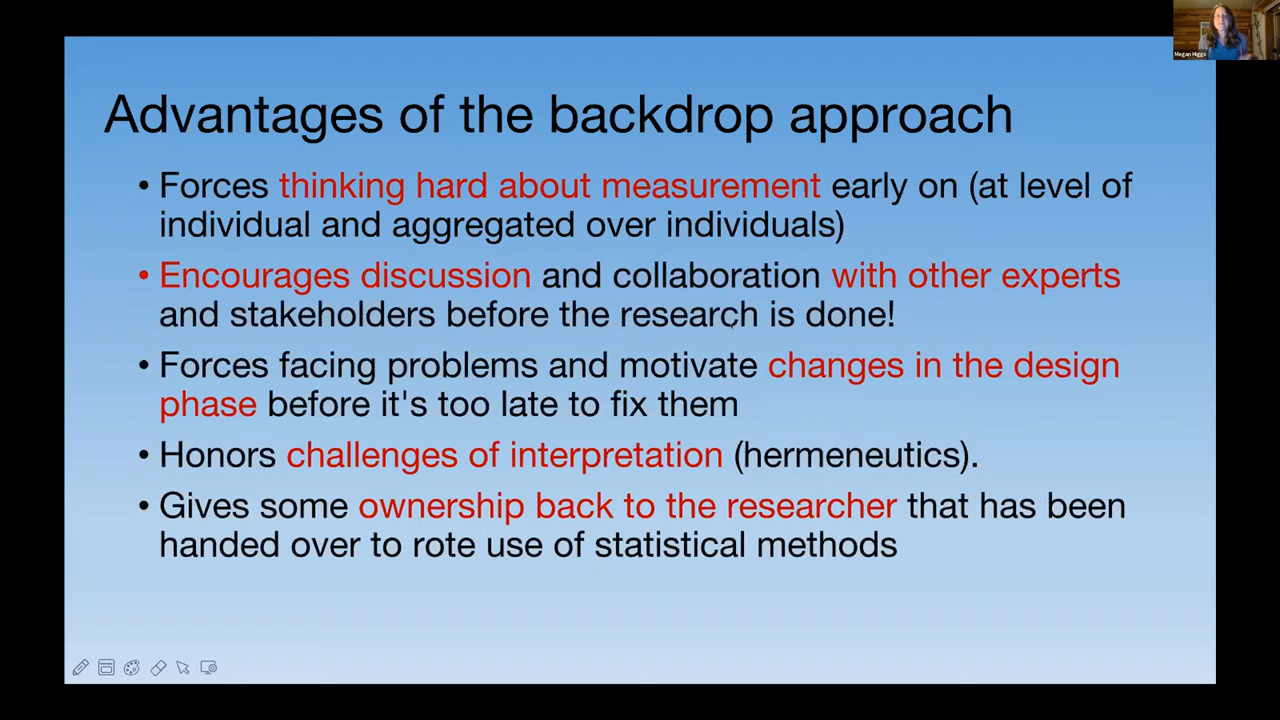 Megan Higgs
Advantages of the backdrop approach
• Forces thinking hard about measurement early on (at level of
individual and aggregated over individuals)
• Encourages discussion and collaboration with other experts
and stakeholders before the research is done!
• Forces facing problems and motivate changes in the design
phase before it's too late to fix them
• Honors challenges of interpretation (hermeneutics).
• Gives some ownership back to the researcher that has been
handed over to rote use of statistical methods